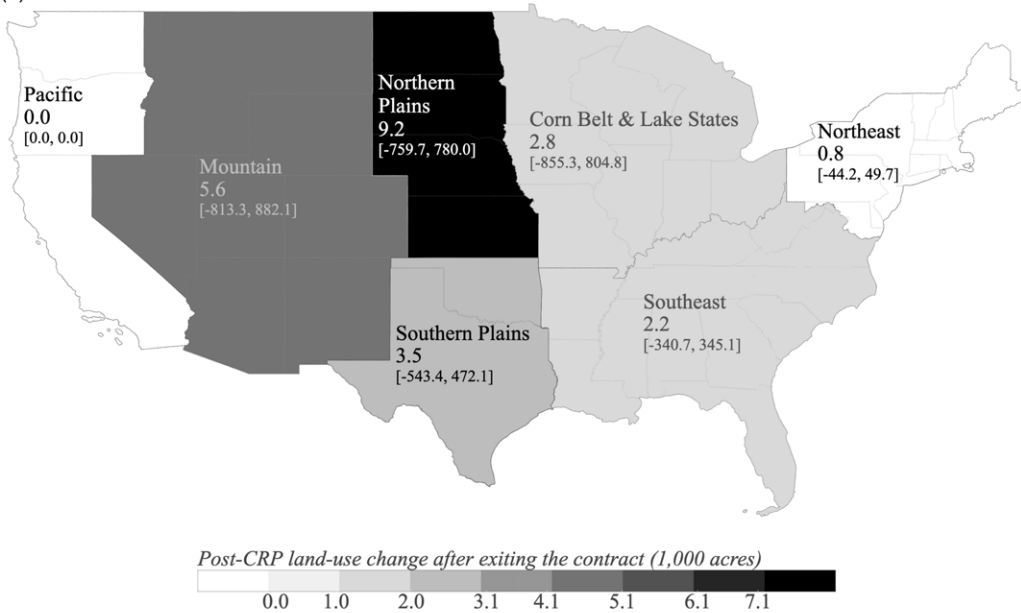 Pacific
0.0
[0.0, 0.0]
Mountain
5.6
[-813.3, 882.1]
Northern
Plains
9.2
[-759.7, 780.0]
Corn Belt & Lake States
2.8
[-855.3, 804.8]
Northeast
0.8
[-44.2, 49.7]
Southern Plains
3.5
[-543.4, 472.1]
Southeast
2.2
[-340.7, 345.1]
Post-CRP land-use change after exiting the contract (1,000 acres)
0.0 1.0 2.0 3.1 4.1 5.1 6.1 7.1